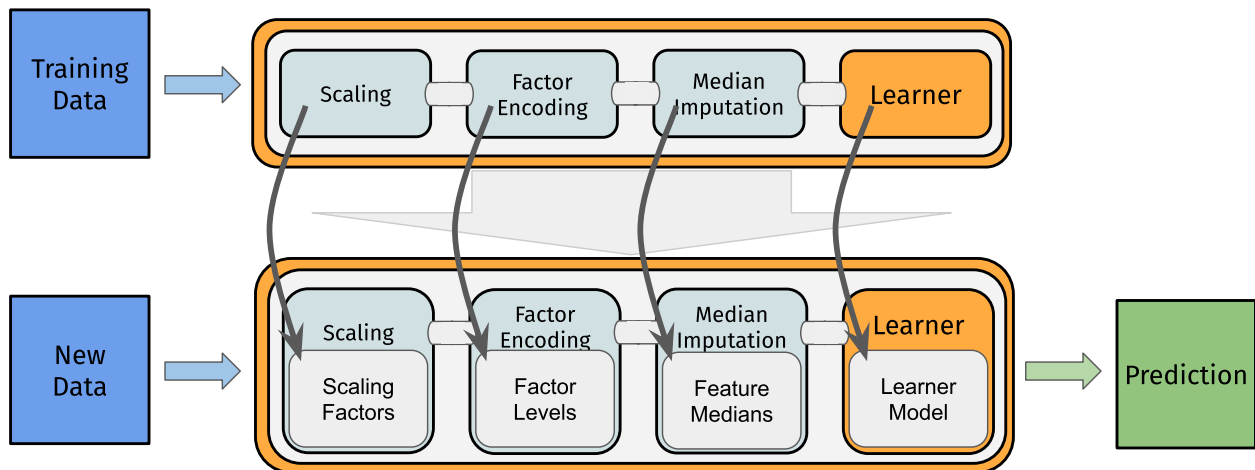 Training
Data
Scaling
Factor
Encoding
Median
Imputation
Learner
New
Data
Scaling
Scaling
Factors
Factor
Encoding
Factor
Levels
Median
Imputation
Feature
Medians
Learner
Learner
Model
Prediction